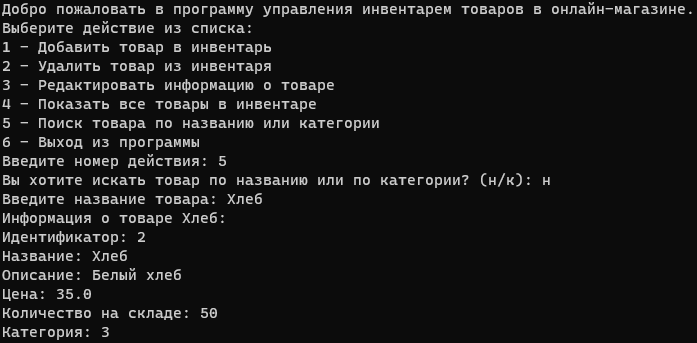 Добро пожаловать в программу управления инвентарем товаров в онлайн-магазине.
Выберите действие из списка:
1 - Добавить товар в инвентарь
2 - Удалить товар из инвентаря
3 - Редактировать информацию о товаре
4 - Показать все товары в инвентаре
5 - Поиск товара по названию или категории
6 - Выход из программы
Введите номер действия: 5
Вы хотите искать товар по названию или по категории? (н/к): н
Введите название товара: Хлеб
Информация о товаре Хлеб:
Идентификатор: 2
Название: Хлеб
Описание: Белый хлеб
Цена: 35.0
Количество на складе: 50
Категория: 3